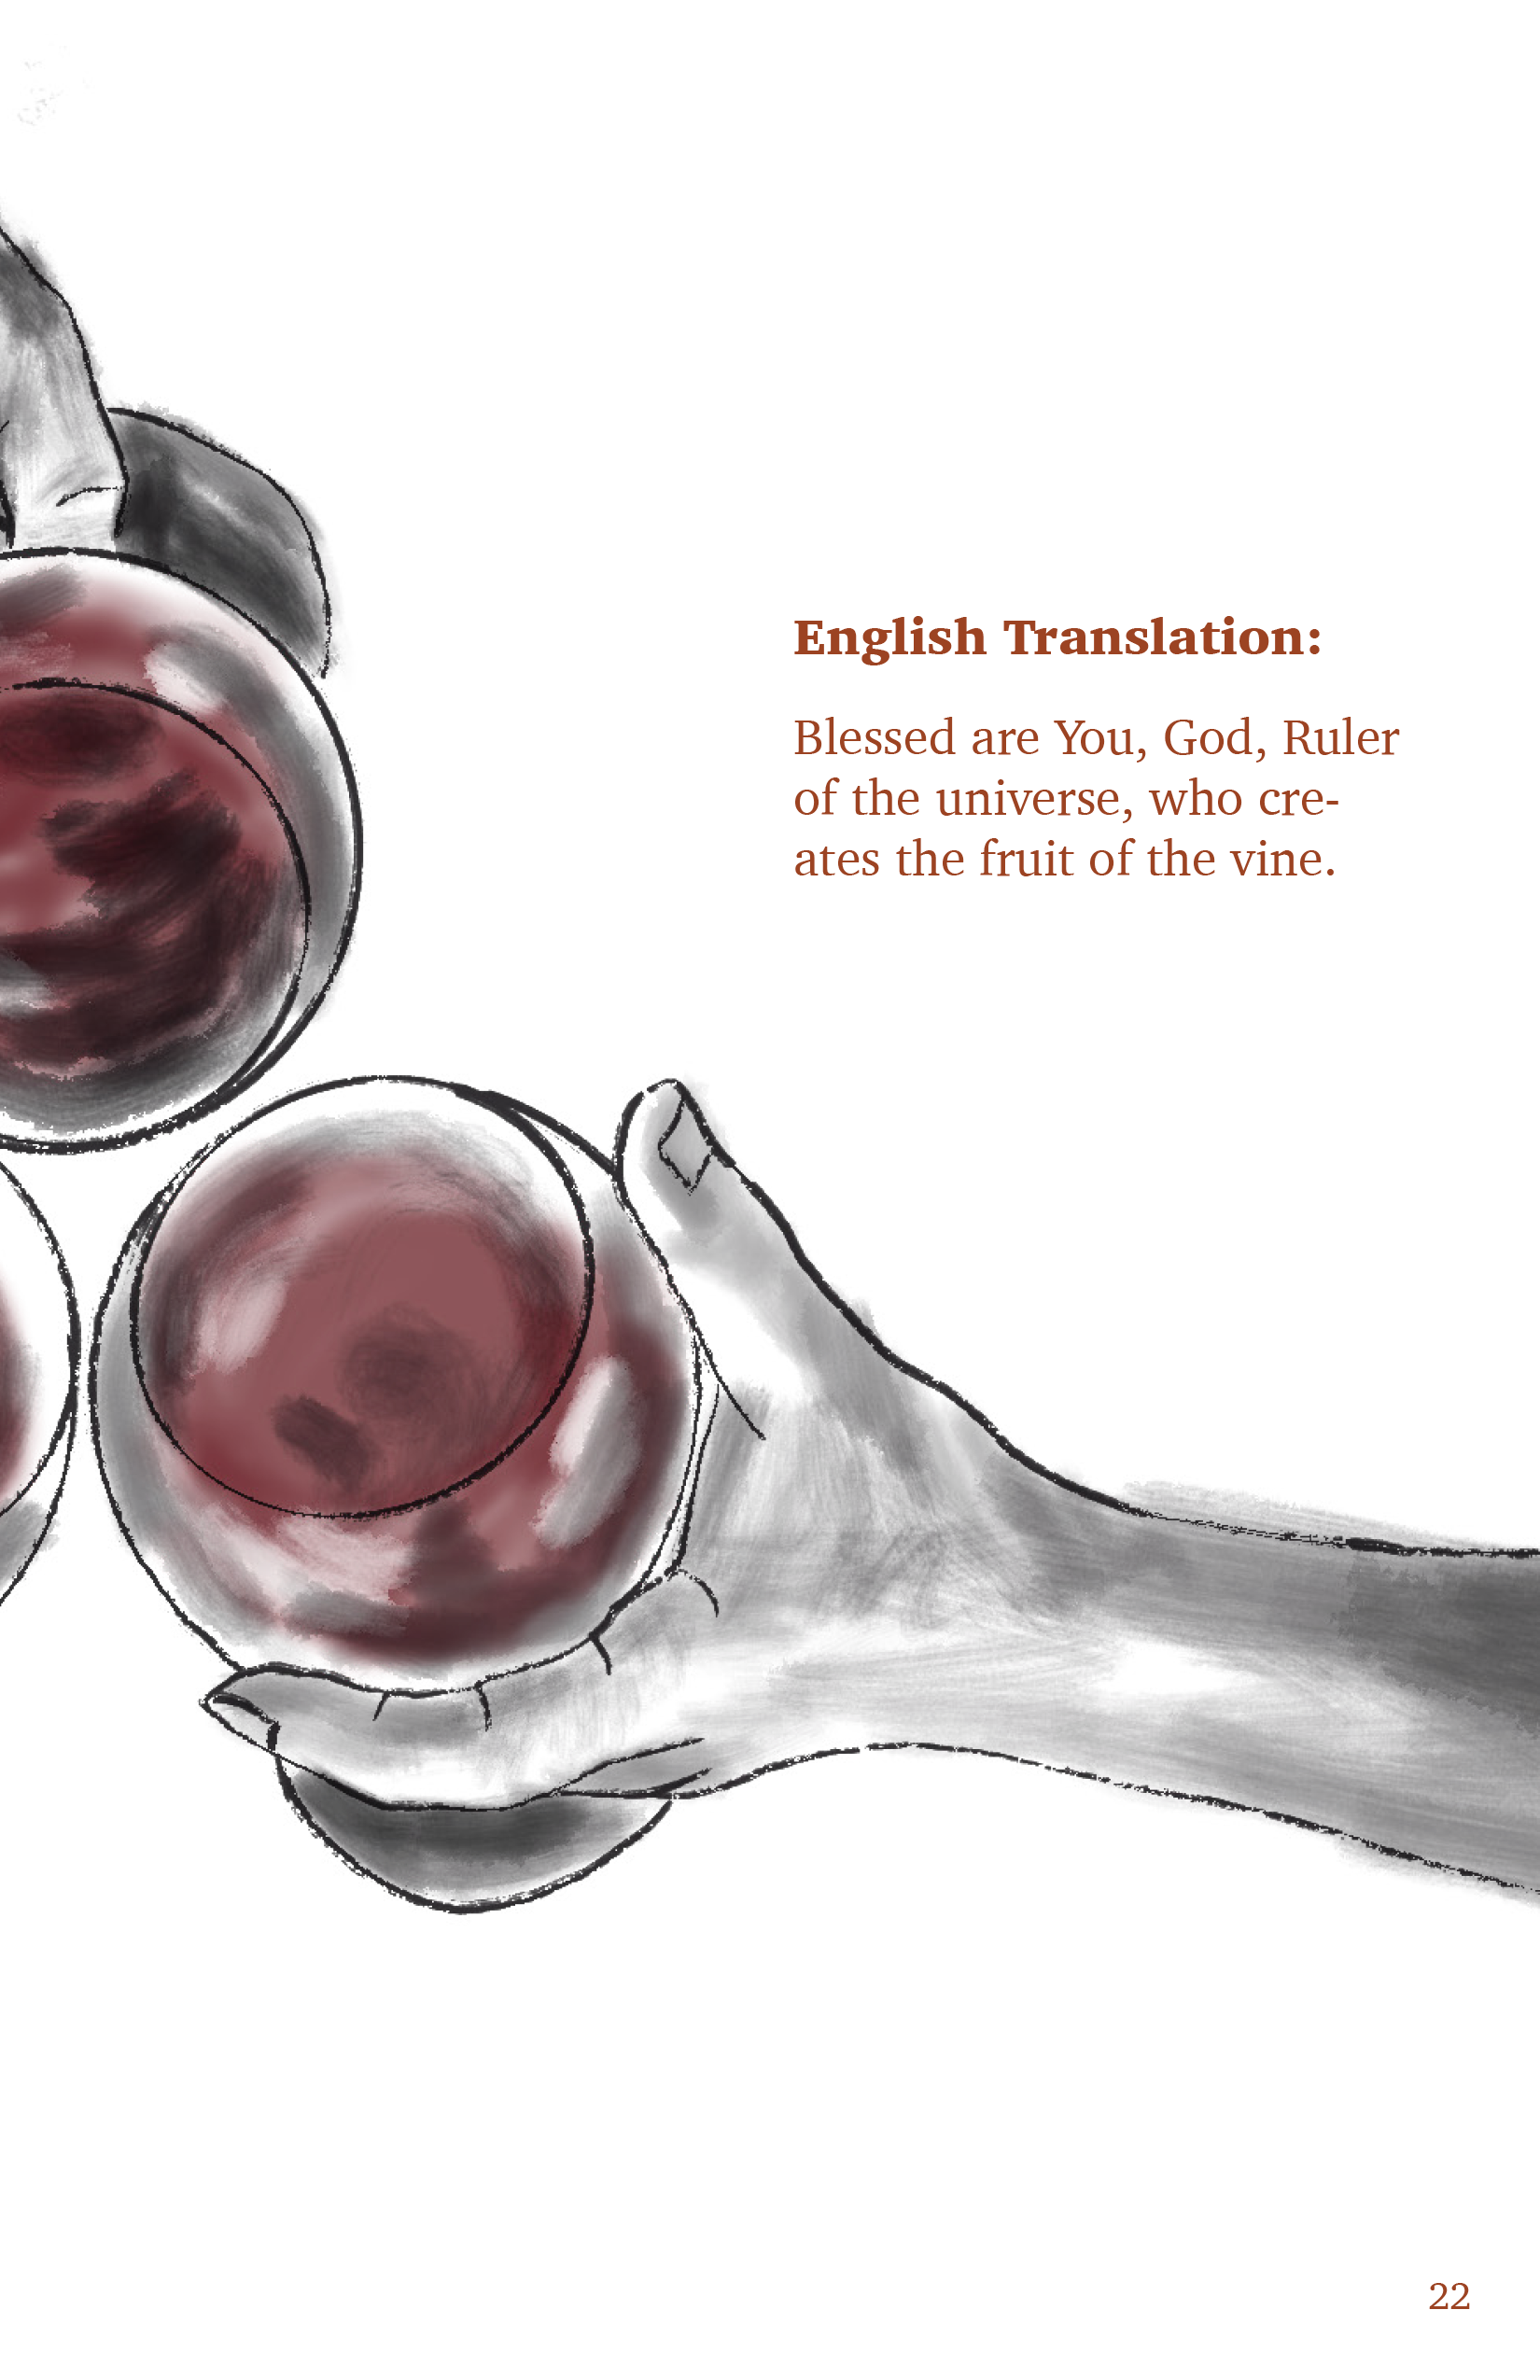 English Translation:
Blessed are You, God, Ruler
of the universe, who cre-
ates the fruit of the vine.
22